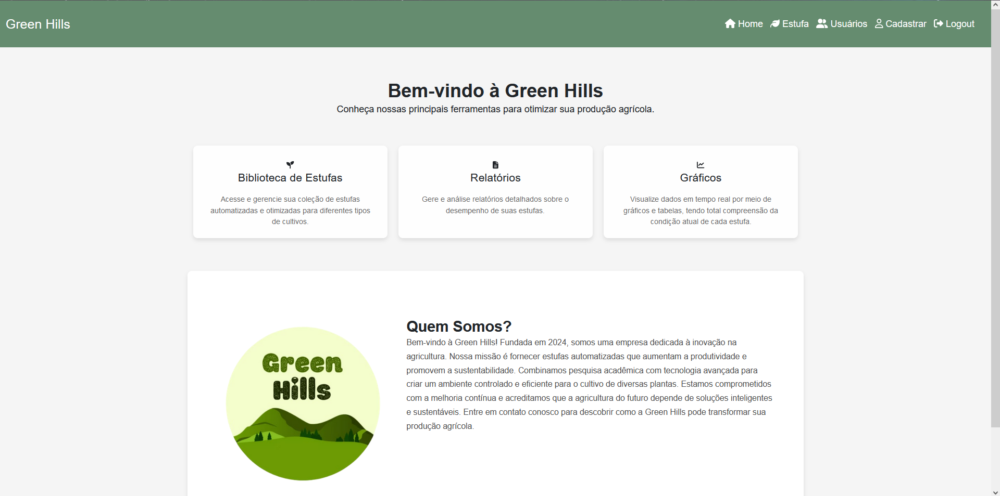 Green Hills
Home Estufa Usuários Cadastrar Logout
Bem-vindo à Green Hills
Conheça nossas principais ferramentas para otimizar sua produção agrícola.
Biblioteca de Estufas
Acesse e gerencie sua coleção de estufas
automatizadas e otimizadas para diferentes tipos
de cultivos.
Relatórios
Gere e análise relatórios detalhados sobre o
desempenho de suas estufas.
Gráficos
Visualize dados em tempo real por meio de
gráficos e tabelas, tendo total compreensão da
condição atual de cada estufa.
Green
Hills
Quem Somos?
Bem-vindo à Green Hills! Fundada em 2024, somos uma empresa dedicada à inovação na
agricultura. Nossa missão é fornecer estufas automatizadas que aumentam a produtividade e
promovem a sustentabilidade. Combinamos pesquisa acadêmica com tecnologia avançada para
criar um ambiente controlado e eficiente para o cultivo de diversas plantas. Estamos comprometidos
com a melhoria contínua e acreditamos que a agricultura do futuro depende de soluções inteligentes
e sustentáveis. Entre em contato conosco para descobrir como a Green Hills pode transformar sua
produção agrícola.